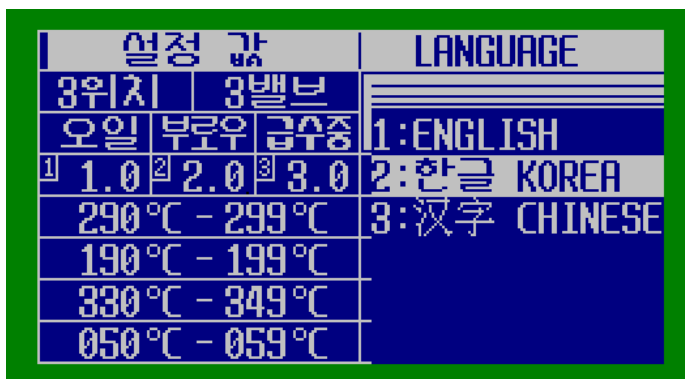 설정 값
3위치 3밸브
오일 부로우 급수중
1 1.0 2 2.0 3 3.0
290℃ - 299℃
190℃ - 199℃
330℃ - 349℃
050℃ - 059℃
LANGUAGE
1:ENGLISH
2:한글 KOREA
3:汉字 CHINESE